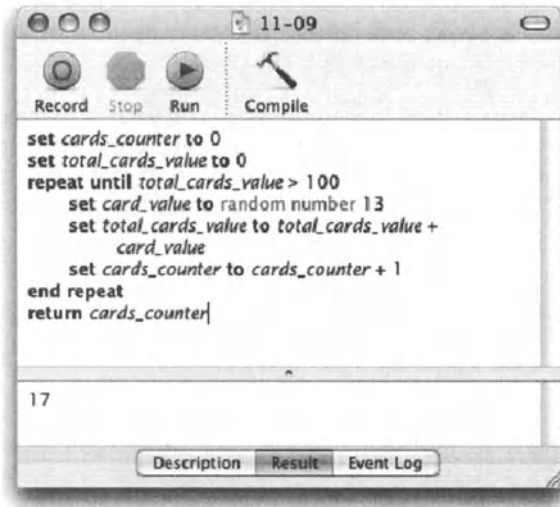 11-09
Record Stop Run Compile
set cards_counter to 0
set total_cards_value to 0
repeat until total_cards_value > 100
set card_value to random number 13
set total_cards_value to total_cards_value +
card_value
set cards_counter to cards_counter + 1
end repeat
return cards_counter
17
Description Result Event Log